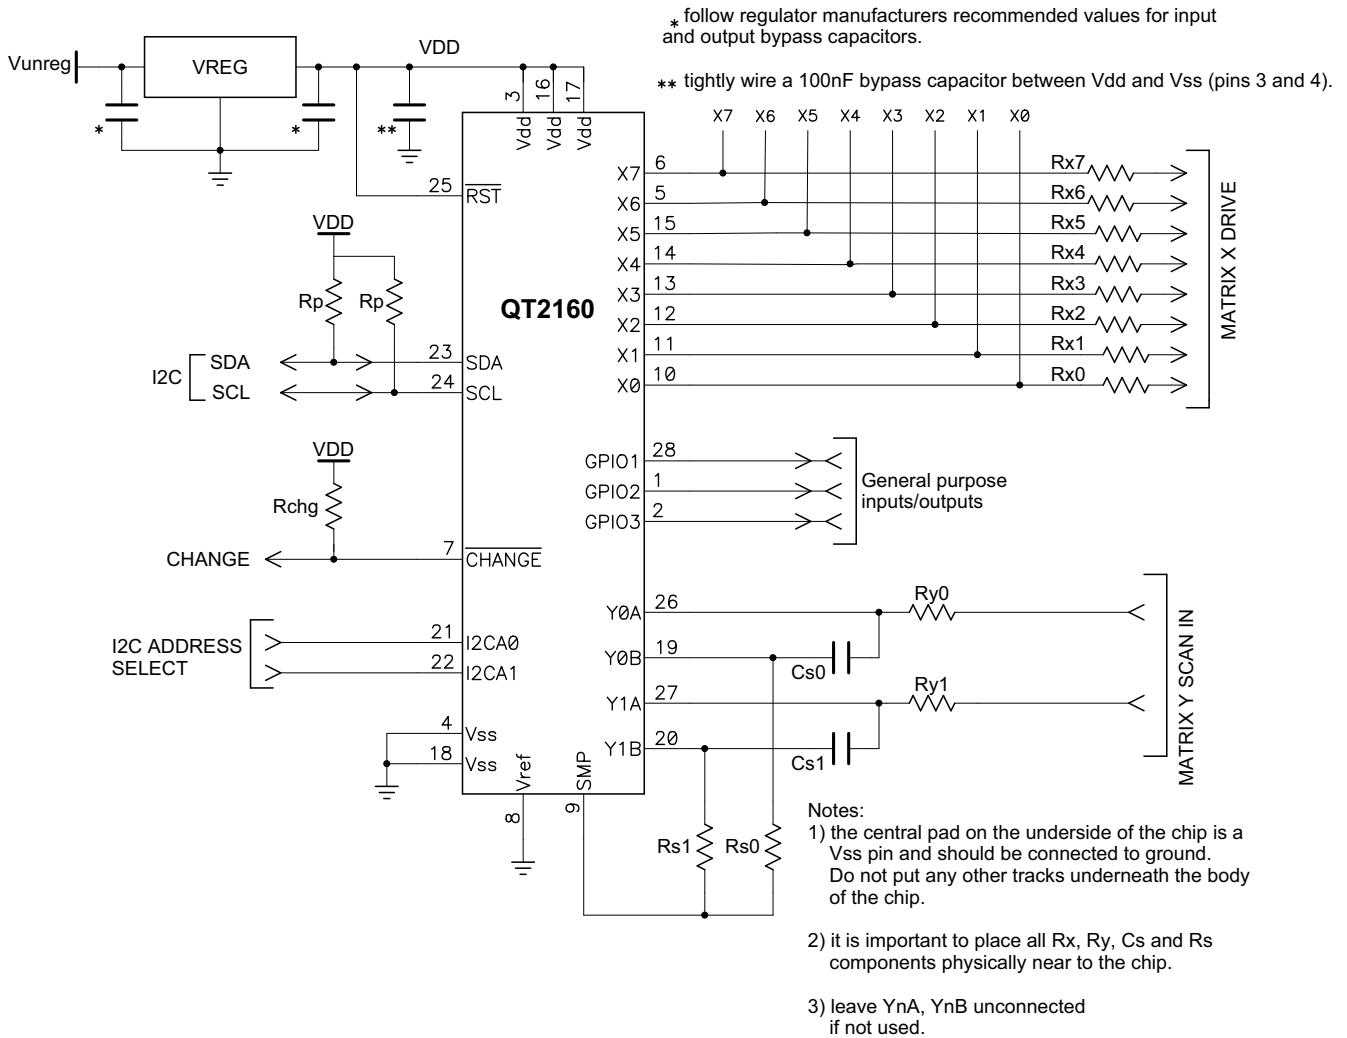 * follow regulator manufacturers recommended values for input
and output bypass capacitors.
** tightly wire a 100nF bypass capacitor between Vdd and Vss (pins 3 and 4).
Vunreg
VREG
VDD
*
*
**
3
16
17
Vdd
Vdd
Vdd
X7 X6 X5 X4 X3 X2 X1 X0
25
RST
X7
6
Rx7
X6
5
Rx6
X5
15
Rx5
X4
14
Rx4
X3
13
Rx3
X2
12
Rx2
X1
11
Rx1
X0
10
Rx0
MATRIX X DRIVE
VDD
Rp
Rp
QT2160
I2C
SDA
23
SDA
SCL
24
SCL
GPIO1
28
GPIO2
1
GPIO3
2
General purpose
inputs/outputs
VDD
Rchg
CHANGE
7
CHANGE
I2C ADDRESS
SELECT
21
I2CA0
22
I2CA1
Y0A
26
Ry0
Y0B
19
Cs0
Y1A
27
Ry1
Y1B
20
Cs1
MATRIX Y SCAN IN
4
Vss
18
Vss
Vref
SMP
8
9
Rs1
Rs0
Notes:
1) the central pad on the underside of the chip is a
Vss pin and should be connected to ground.
Do not put any other tracks underneath the body
of the chip.
2) it is important to place all Rx, Ry, Cs and Rs
components physically near to the chip.
3) leave YnA, YnB unconnected
if not used.